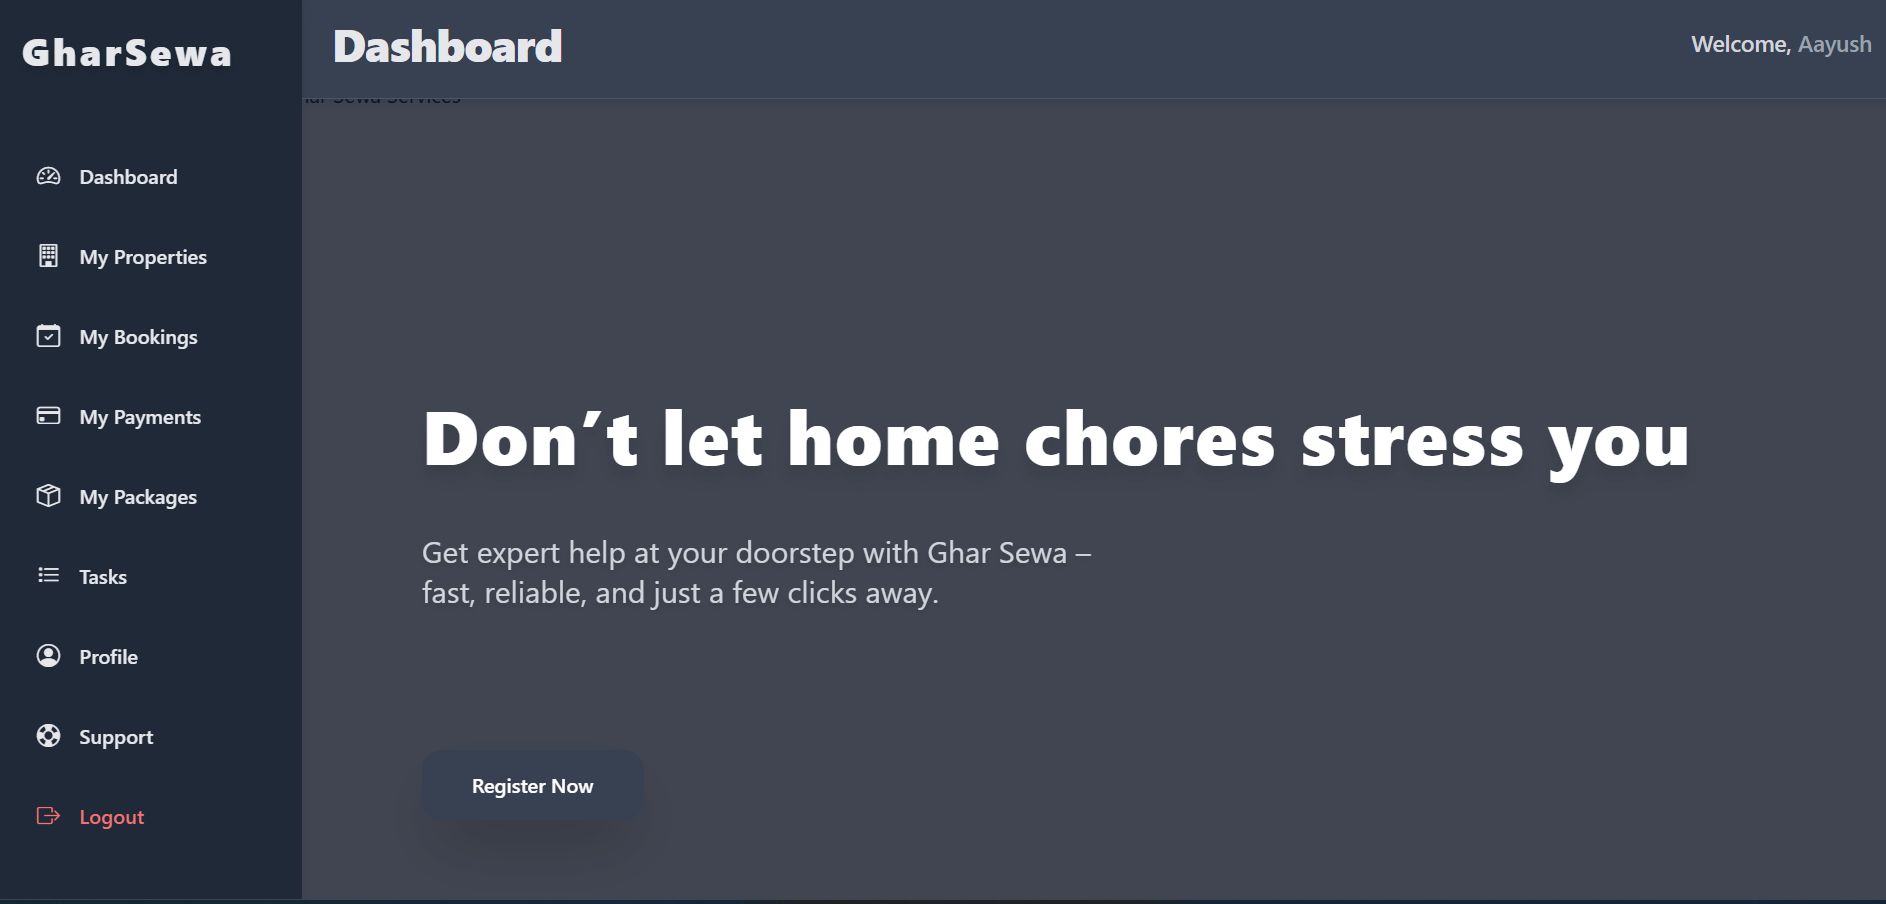 GharSewa
Dashboard
Welcome, Aayush
Sewa Services
Dashboard
My Properties
My Bookings
My Payments
My Packages
Tasks
Profile
Support
Logout
Don’t let home chores stress you
Get expert help at your doorstep with Ghar Sewa –
fast, reliable, and just a few clicks away.
Register Now